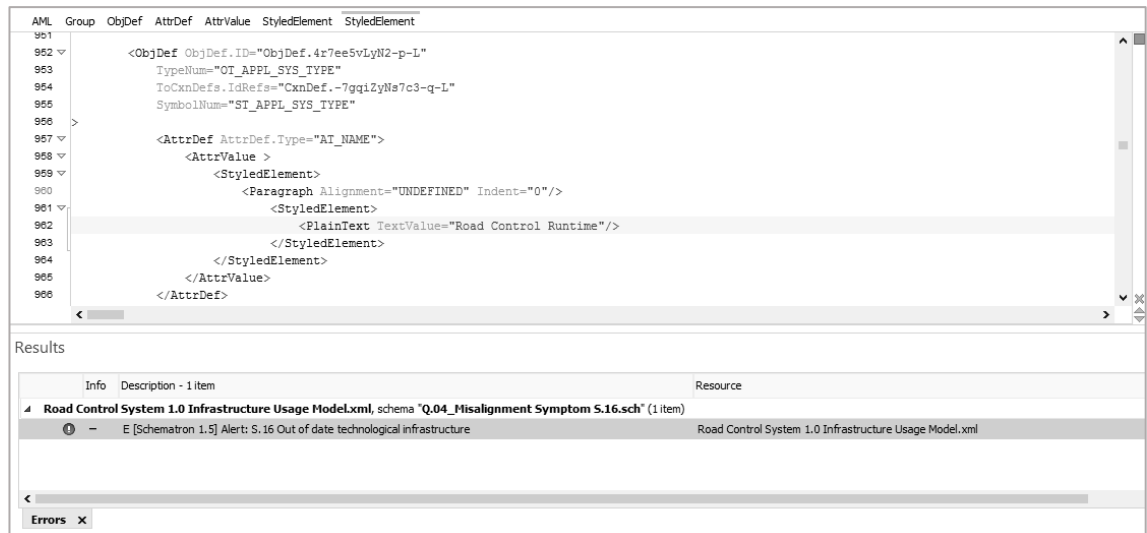 AML Group ObjDef AttrDef AttrValue StyledElement StyledElement
951
952 <ObjDef ObjDef.ID="ObjDef.4r7ee5vLyN2-p-L"
953 TypeNum="OT_APPL_SYS_TYPE"
954 ToCxnDefs.IdRefs="CxnDef.-7gqiZyNs7c3-q-L"
955 SymbolNum="ST_APPL_SYS_TYPE"
956 >
957 <AttrDef AttrDef.Type="AT_NAME">
958 <AttrValue >
959 <StyledElement>
960 <Paragraph Alignment="UNDEFINED" Indent="0"/>
961 <StyledElement>
962 <PlainText TextValue="Road Control Runtime"/>
963 </StyledElement>
964 </StyledElement>
965 </AttrValue>
966 </AttrDef>
Results
Info Description - 1 item Resource
Road Control System 1.0 Infrastructure Usage Model.xml, schema "Q.04_Misalignment Symptom S.16.sch" (1 item)
E [Schematron 1.5] Alert: S.16 Out of date technological infrastructure Road Control System 1.0 Infrastructure Usage Model.xml
Errors X